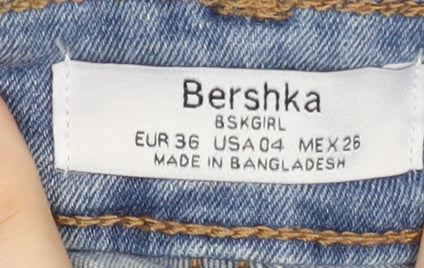 Bershka
BSKGIRL
EUR 36 USA 04 MEX 26
MADE IN BANGLADESH